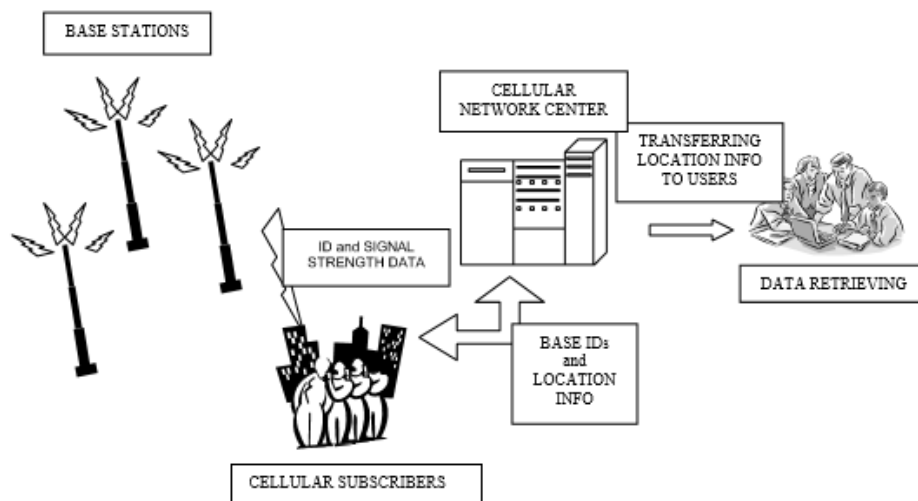 BASE STATIONS
CELLULAR
NETWORK CENTER
TRANSFERRING
LOCATION INFO
TO USERS
ID and SIGNAL
STRENGTH DATA
DATA RETRIEVING
BASE IDs
and
LOCATION
INFO
CELLULAR SUBSCRIBERS